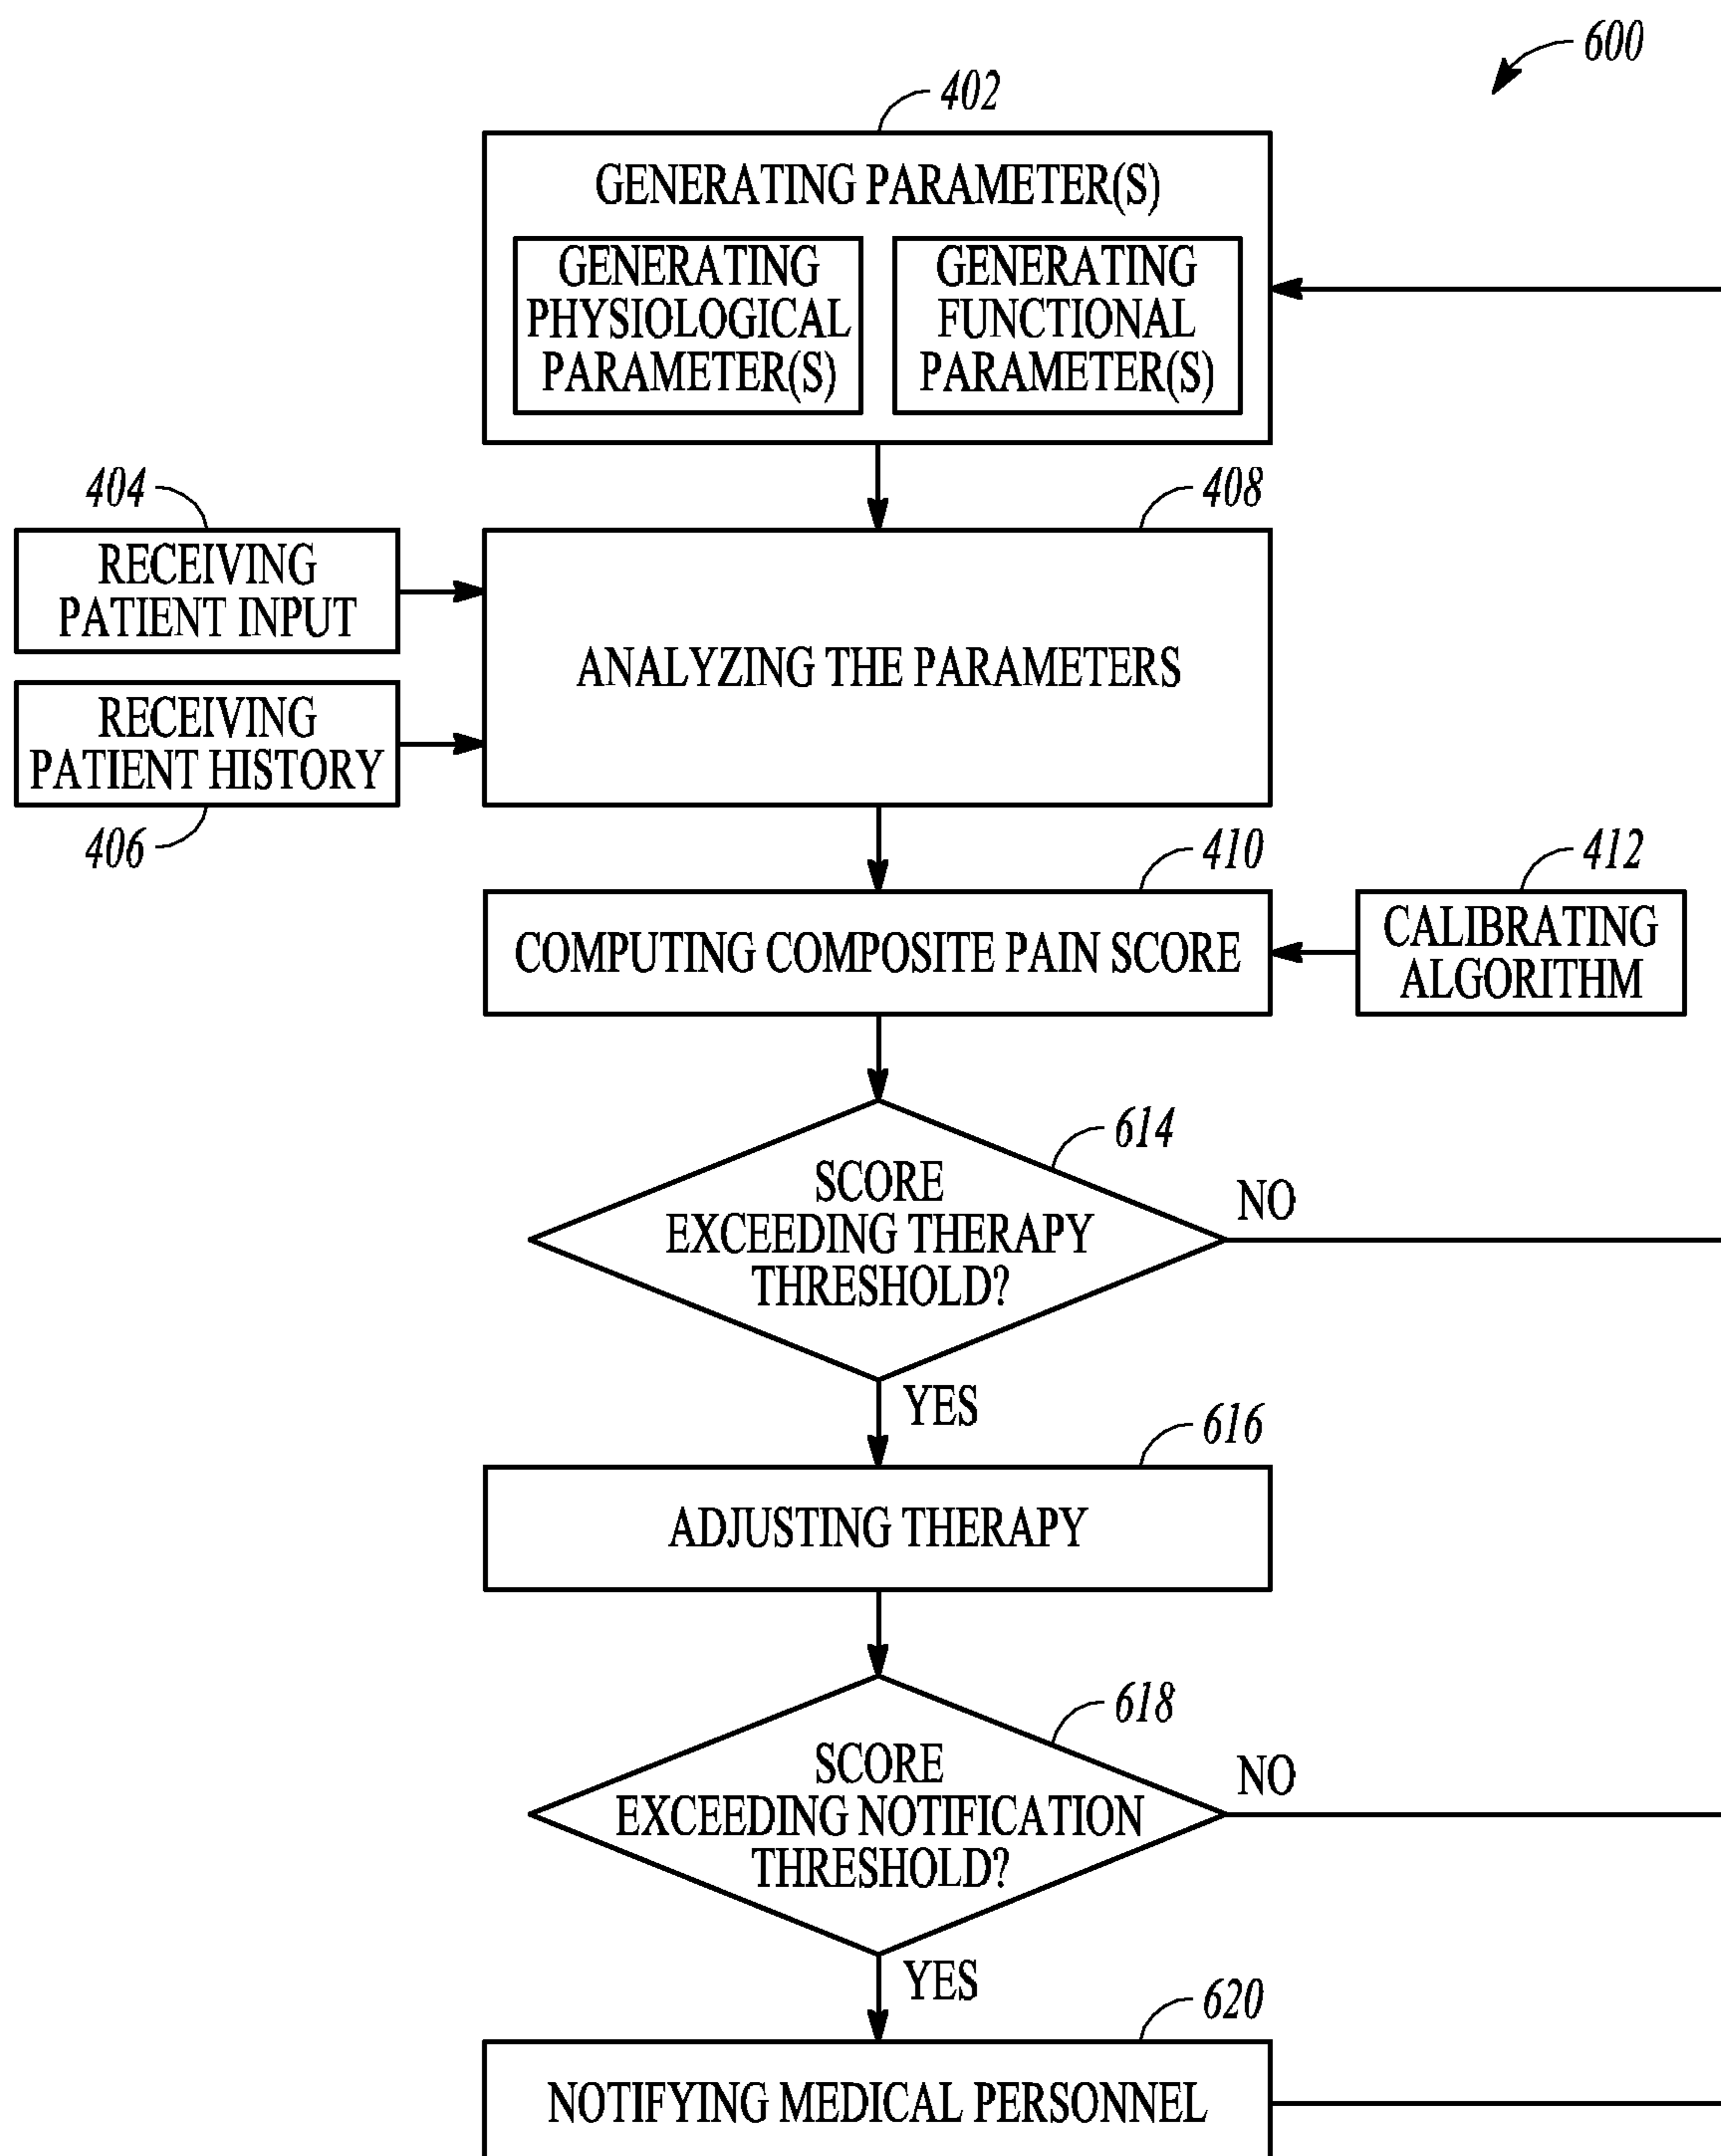 600
402
GENERATING PARAMETER(S)
GENERATING
PHYSIOLOGICAL
PARAMETER(S)
GENERATING
FUNCTIONAL
PARAMETER(S)
404
RECEIVING
PATIENT INPUT
408
ANALYZING THE PARAMETERS
RECEIVING
PATIENT HISTORY
406
410
COMPUTING COMPOSITE PAIN SCORE
412
CALIBRATING
ALGORITHM
614
SCORE
EXCEEDING THERAPY
THRESHOLD?
NO
YES
616
ADJUSTING THERAPY
618
SCORE
EXCEEDING NOTIFICATION
THRESHOLD?
NO
YES
620
NOTIFYING MEDICAL PERSONNEL